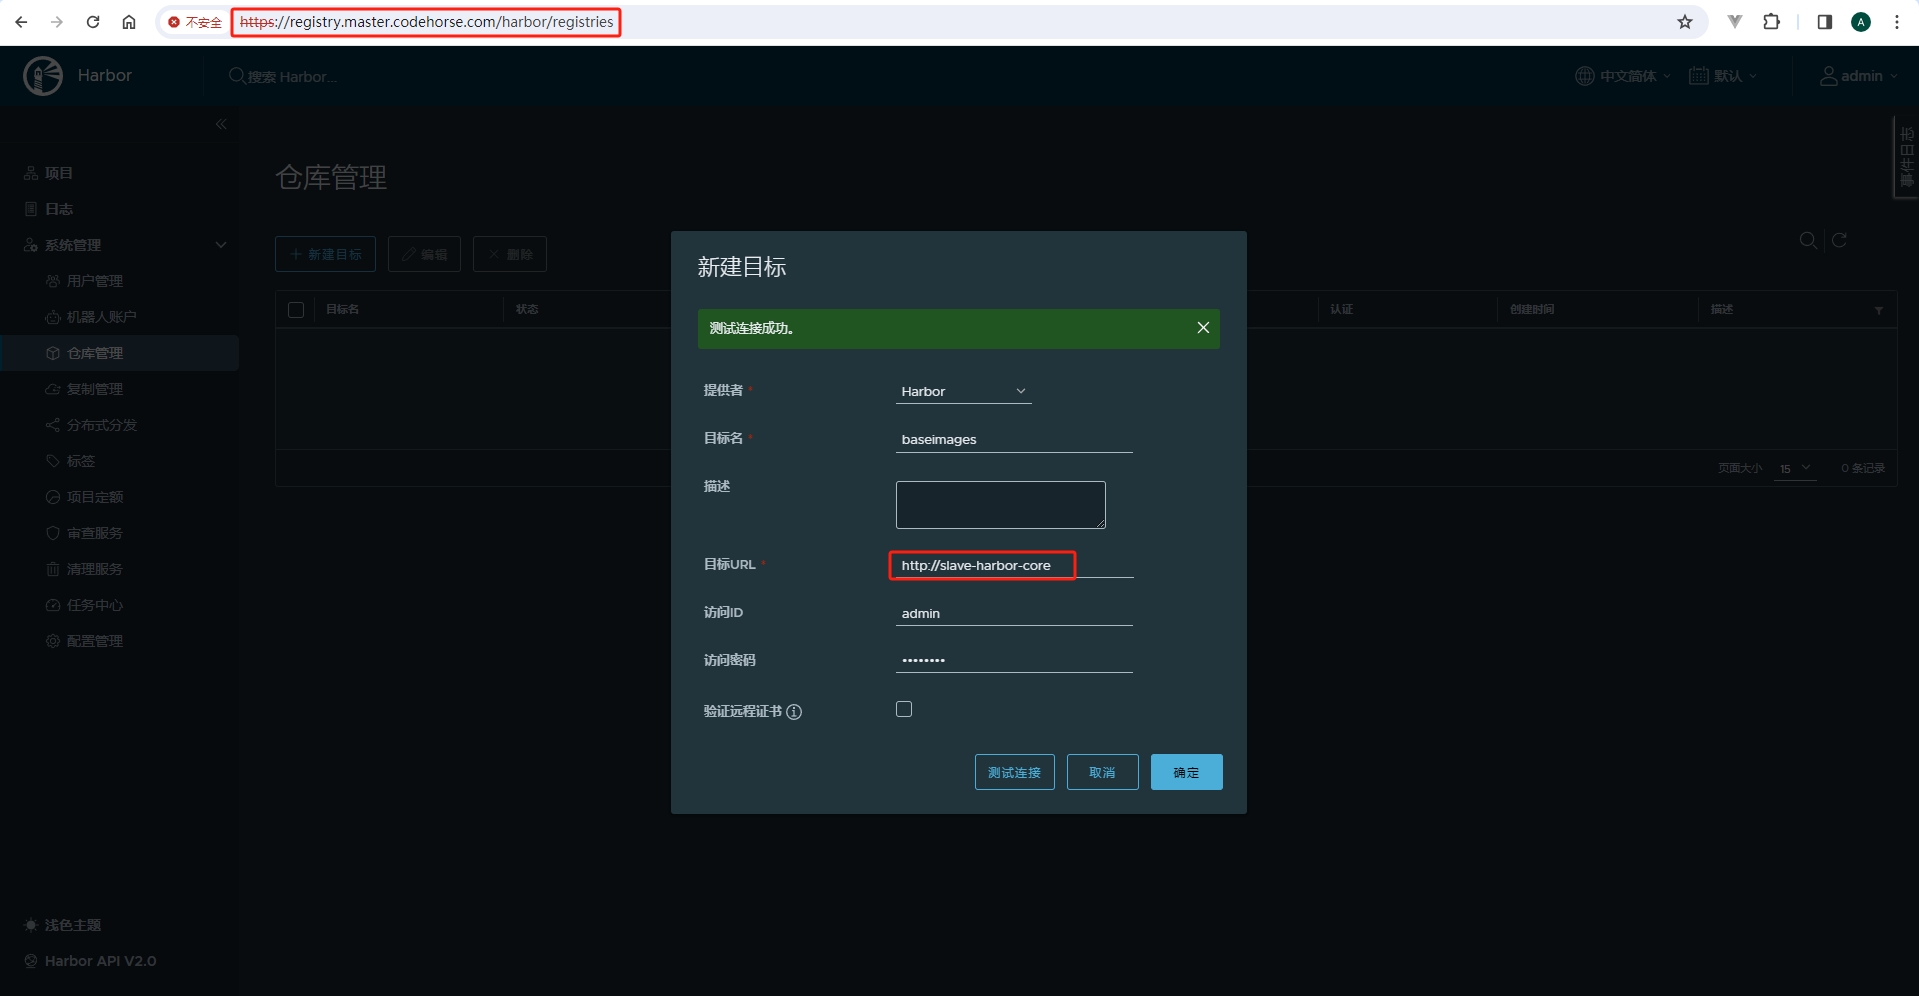 不安全 https://registry.master.codehorse.com/harbor/registries
A
Harbor
搜索 Harbor...
中文简体
默认
admin
事件日志
项目
日志
系统管理
用户管理
机器人账户
仓库管理
复制管理
分布式分发
标签
项目定额
审查服务
清理服务
任务中心
配置管理
浅色主题
Harbor API V2.0
仓库管理
新建目标
编辑
删除
目标名 状态 认证 创建时间 描述
页面大小 15 0 条记录
新建目标
测试连接成功。
提供者 * Harbor
目标名 * baseimages
描述
目标URL * http://slave-harbor-core
访问ID admin
访问密码 ••••••••
验证远程证书
测试连接 取消 确定